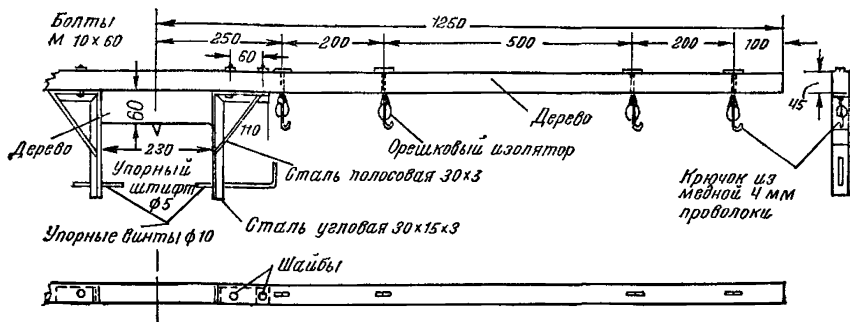 Болты
М 10×60
1250
250
200
500
200
100
60
60
45
Дерево
230
110
Дерево
Орешковый изолятор
Упорный
штифт
ф5
Сталь полосовая 30×3
Крючок из
медной 4 мм
проволоки
Упорные винты ф10
Сталь угловая 30×15×3
Шайбы